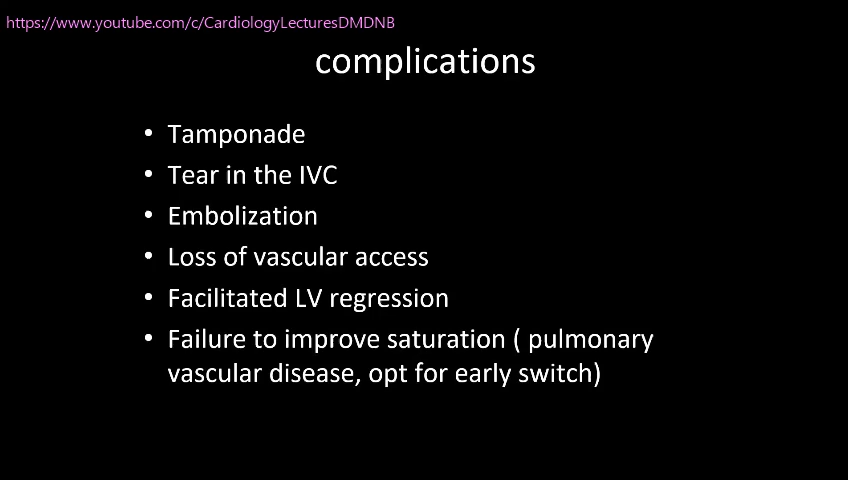 https://www.youtube.com/c/CardiologyLecturesDMDNB
complications
• Tamponade
• Tear in the IVC
• Embolization
• Loss of vascular access
• Facilitated LV regression
• Failure to improve saturation ( pulmonary
vascular disease, opt for early switch)